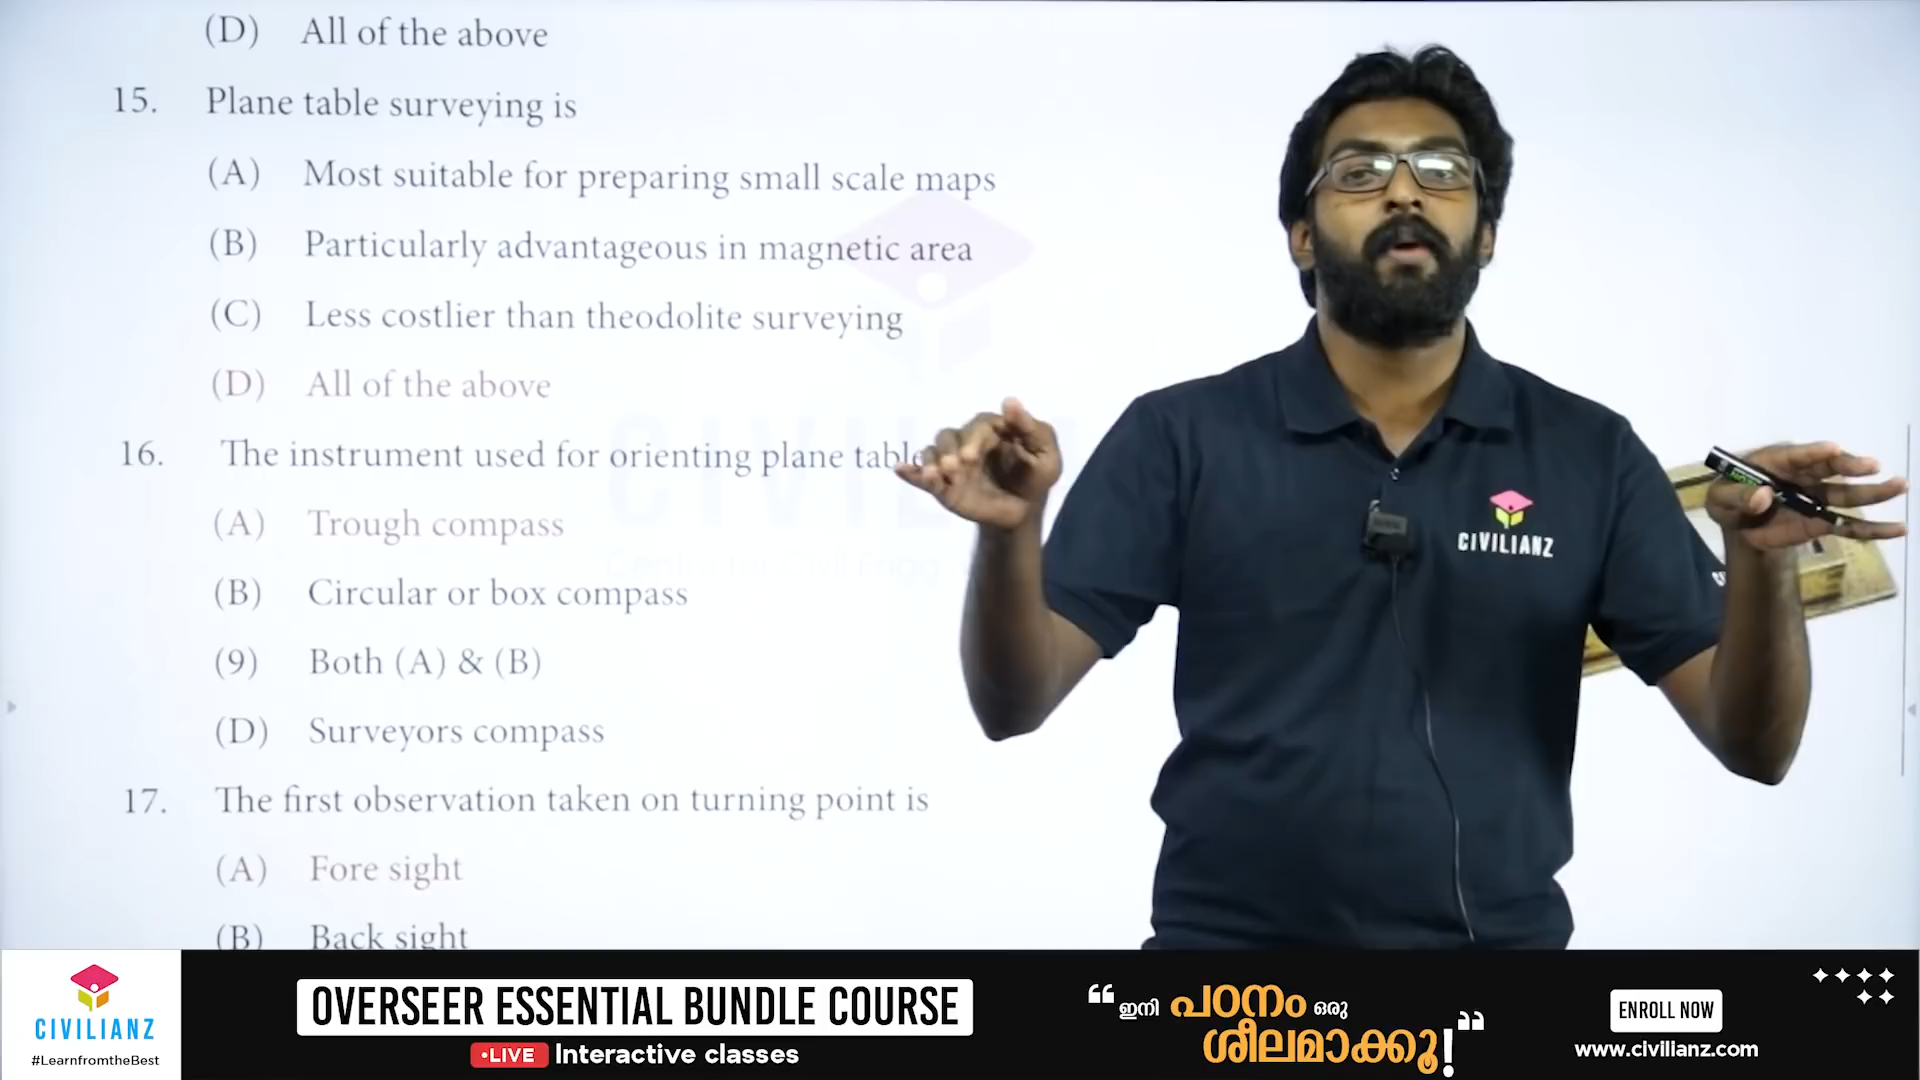 (D) All of the above
15. Plane table surveying is
(A) Most suitable for preparing small scale maps
(B) Particularly advantageous in magnetic area
(C) Less costlier than theodolite surveying
(D) All of the above
16. The instrument used for orienting plane table
(A) Trough compass
(B) Circular or box compass
(9) Both (A) & (B)
(D) Surveyors compass
17. The first observation taken on turning point is
(A) Fore sight
(B) Back sight
CIVIL
CIVILIANZ
CIVILIANZ
#LearnfromtheBest
OVERSEER ESSENTIAL BUNDLE COURSE
•LIVE Interactive classes
“ഇനി പഠനം ഒരു
ശീലമാക്കൂ!”
ENROLL NOW
www.civilianz.com